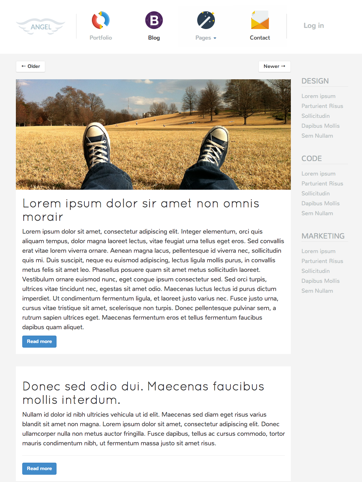 ANGEL
Portfolio
Blog
Pages
Contact
Log in
← Older
Newer →
Lorem ipsum dolor sir amet non omnis
morair
Lorem ipsum dolor sit amet, consectetur adipiscing elit. Integer elementum, orci quis
aliquam tempus, dolor magna laoreet lectus, vitae feugiat urna tellus eget eros. Sed convallis
erat vitae lorem viverra ornare. Aenean magna lacus, pellentesque id viverra nec, sollicitudin
quis mi. Duis suscipit, neque eu euismod adipiscing, lectus ligula mollis purus, in convallis
metus felis sit amet leo. Phasellus posuere quam sit amet metus sollicitudin laoreet.
Vestibulum ornare euismod nunc, eget congue ipsum consectetur sed. Sed orci turpis,
ultrices vitae tincidunt nec, egestas sit amet odio. Maecenas luctus lectus id purus dictum
imperdiet. Ut condimentum fermentum ligula, et laoreet justo varius nec. Fusce justo urna,
cursus vitae tristique sit amet, scelerisque non turpis. Donec pellentesque pulvinar sem, a
rutrum sapien ultrices eget. Maecenas fermentum eros et tellus fermentum faucibus
dapibus quam aliquet.
Read more
Donec sed odio dui. Maecenas faucibus
mollis interdum.
Nullam id dolor id nibh ultricies vehicula ut id elit. Maecenas sed diam eget risus varius
blandit sit amet non magna. Lorem ipsum dolor sit amet, consectetur adipiscing elit. Donec
ullamcorper nulla non metus auctor fringilla. Fusce dapibus, tellus ac cursus commodo, tortor
mauris condimentum nibh, ut fermentum massa justo sit amet risus.
Read more
DESIGN
Lorem ipsum
Parturient Risus
Sollicitudin
Dapibus Mollis
Sem Nullam
CODE
Lorem ipsum
Parturient Risus
Sollicitudin
Dapibus Mollis
Sem Nullam
MARKETING
Lorem ipsum
Parturient Risus
Sollicitudin
Dapibus Mollis
Sem Nullam